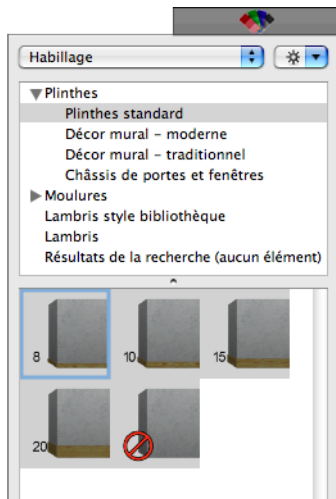 Habillage
Plinthes
Plinthes standard
Décor mural – moderne
Décor mural – traditionnel
Châssis de portes et fenêtres
Moulures
Lambris style bibliothèque
Lambris
Résultats de la recherche (aucun élément)
8 10 15
20